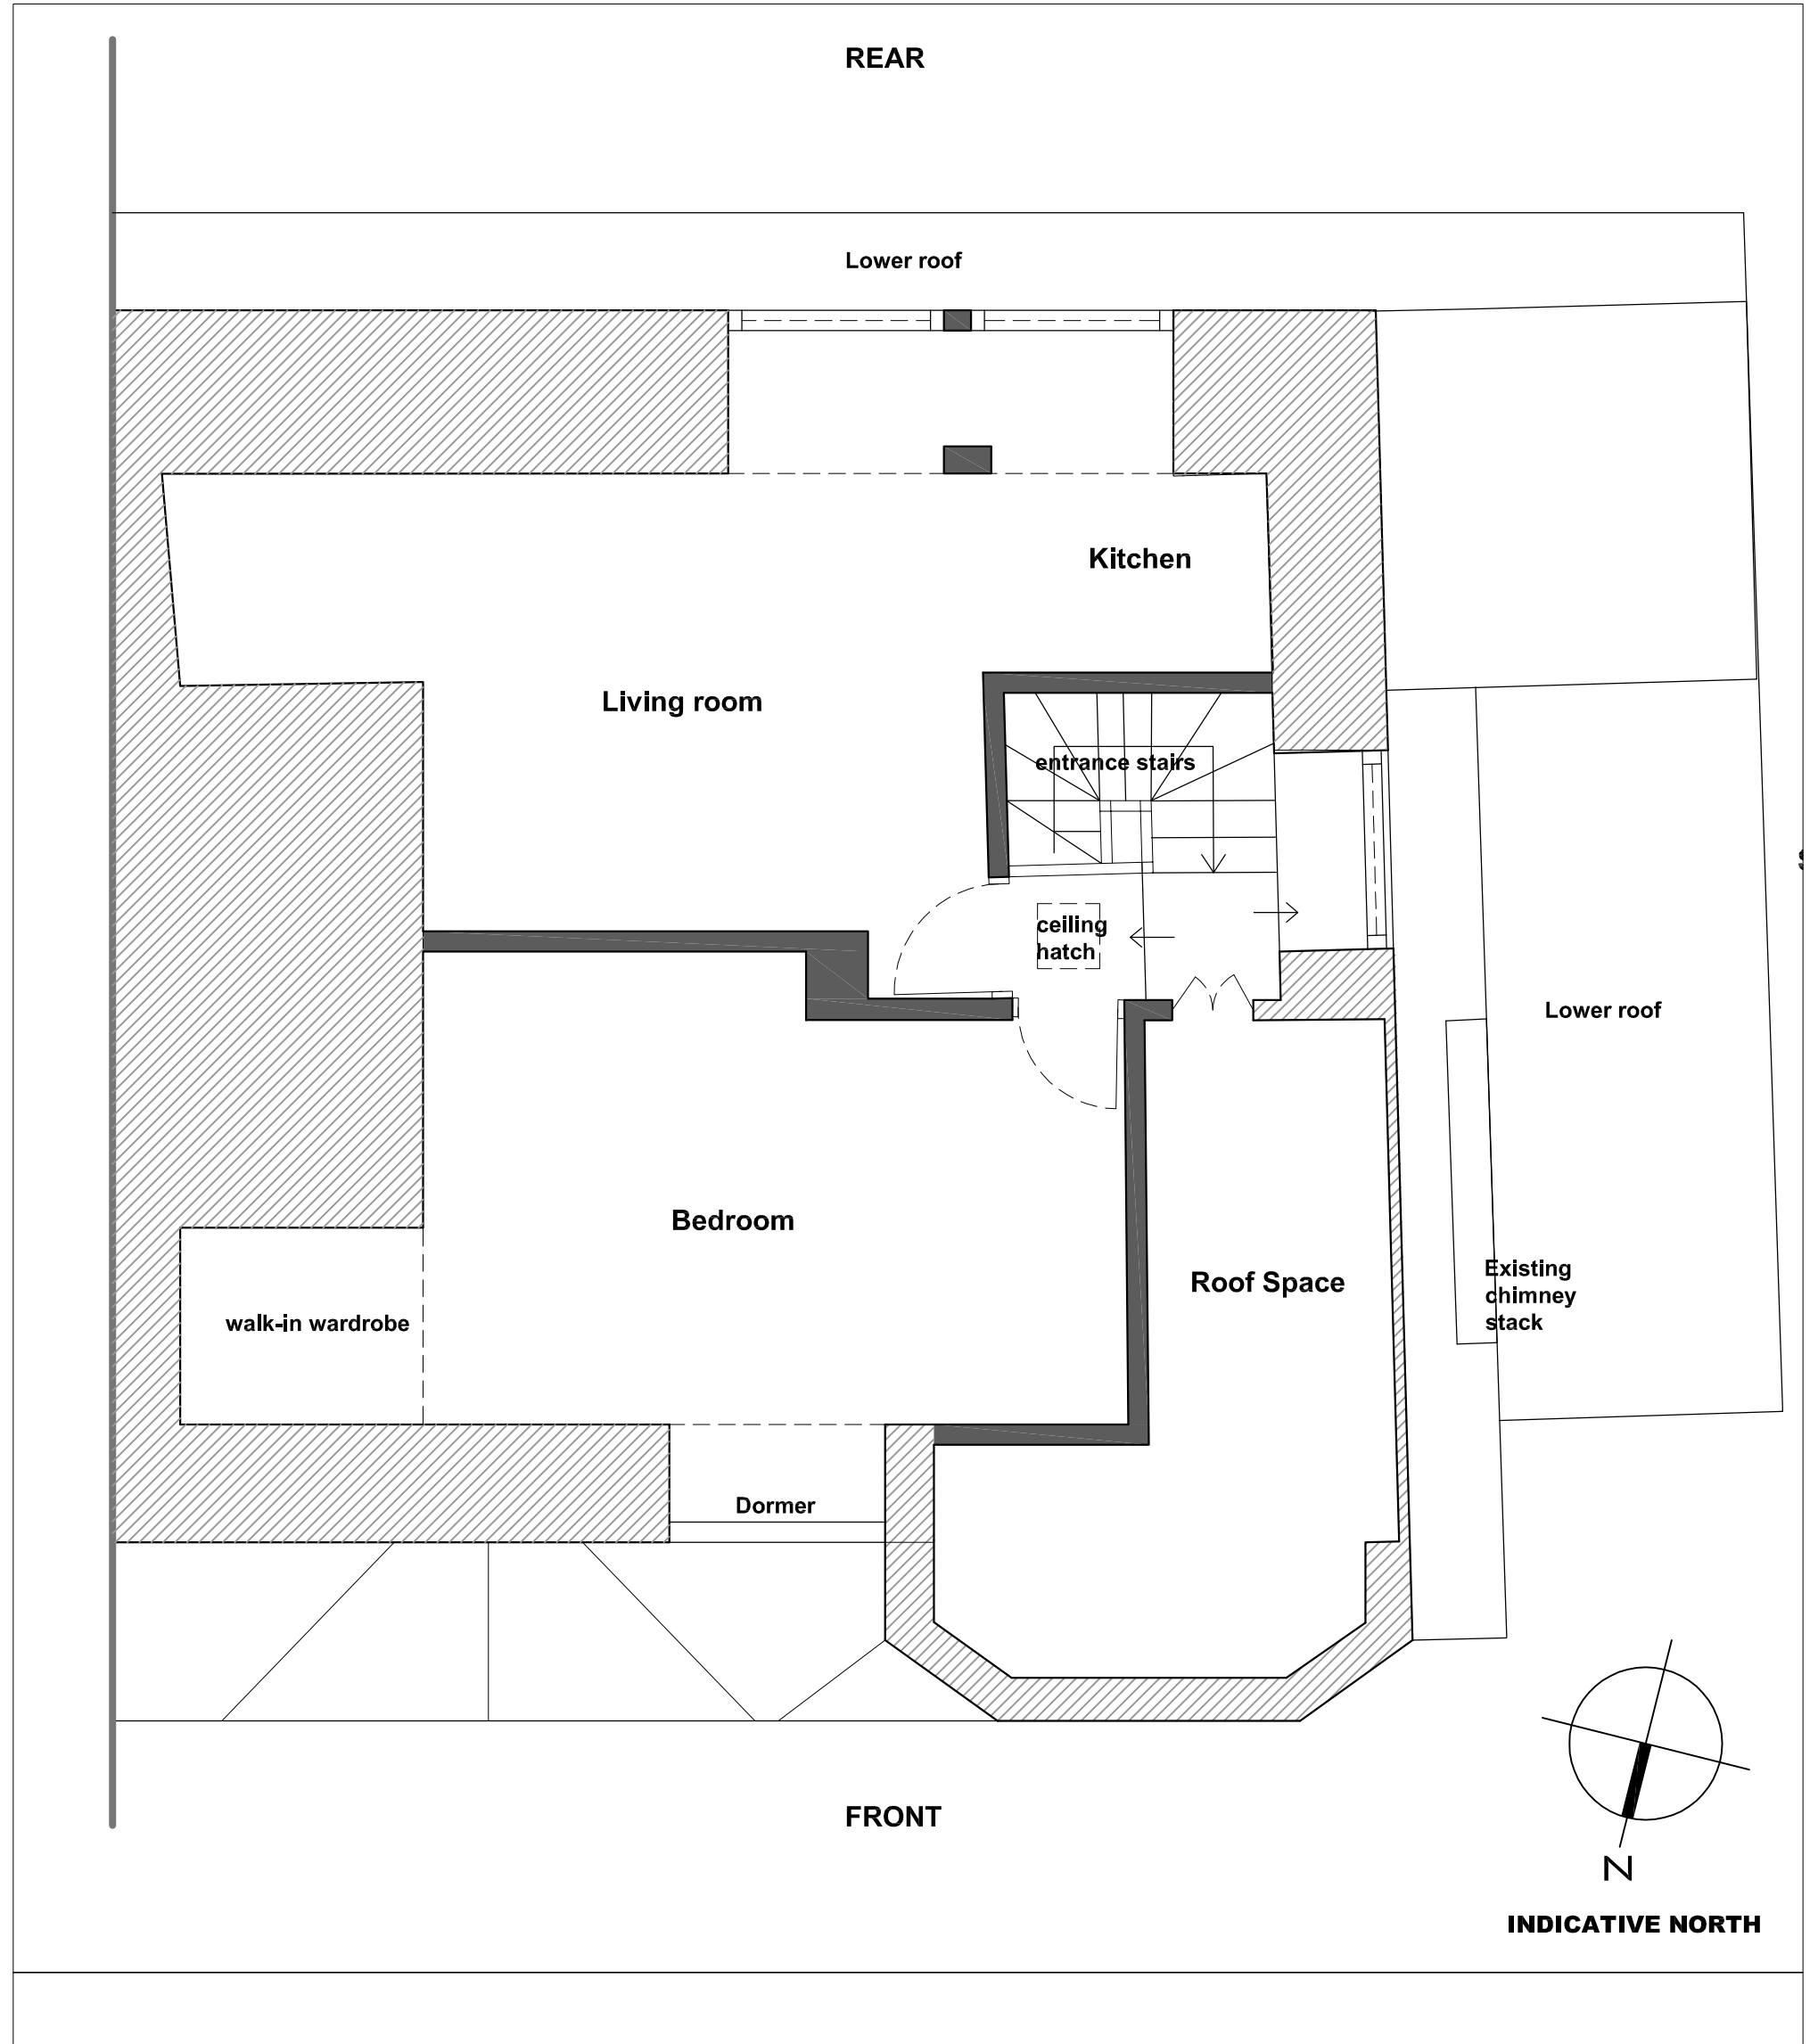 REAR
Lower roof
Kitchen
Living room
entrance stairs
ceiling
hatch
Lower roof
Bedroom
Existing
chimney
stack
Roof Space
walk-in wardrobe
Dormer
FRONT
N
INDICATIVE NORTH